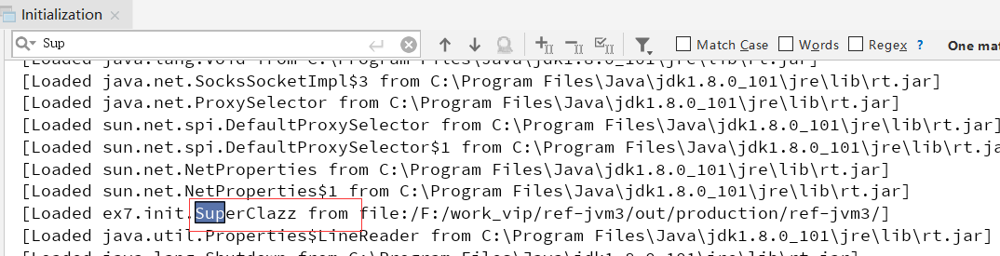 Initialization
Sup
Match Case Words Regex ? One mat
[Loaded java.lang.Void from C:\Program Files\Java\jdk1.8.0_101\jre\lib\rt.jar]
[Loaded java.net.SocksSocketImpl$3 from C:\Program Files\Java\jdk1.8.0_101\jre\lib\rt.jar]
[Loaded java.net.ProxySelector from C:\Program Files\Java\jdk1.8.0_101\jre\lib\rt.jar]
[Loaded sun.net.spi.DefaultProxySelector from C:\Program Files\Java\jdk1.8.0_101\jre\lib\rt.jar]
[Loaded sun.net.spi.DefaultProxySelector$1 from C:\Program Files\Java\jdk1.8.0_101\jre\lib\rt.ja
[Loaded sun.net.NetProperties from C:\Program Files\Java\jdk1.8.0_101\jre\lib\rt.jar]
[Loaded sun.net.NetProperties$1 from C:\Program Files\Java\jdk1.8.0_101\jre\lib\rt.jar]
[Loaded ex7.init.SuperClazz from file:/F:/work_vip/ref-jvm3/out/production/ref-jvm3/]
[Loaded java.util.Properties$LineReader from C:\Program Files\Java\jdk1.8.0_101\jre\lib\rt.jar]
[Loaded java.lang.Shutdown from C:\Program Files\Java\jdk1.8.0_101\jre\lib\rt.jar]